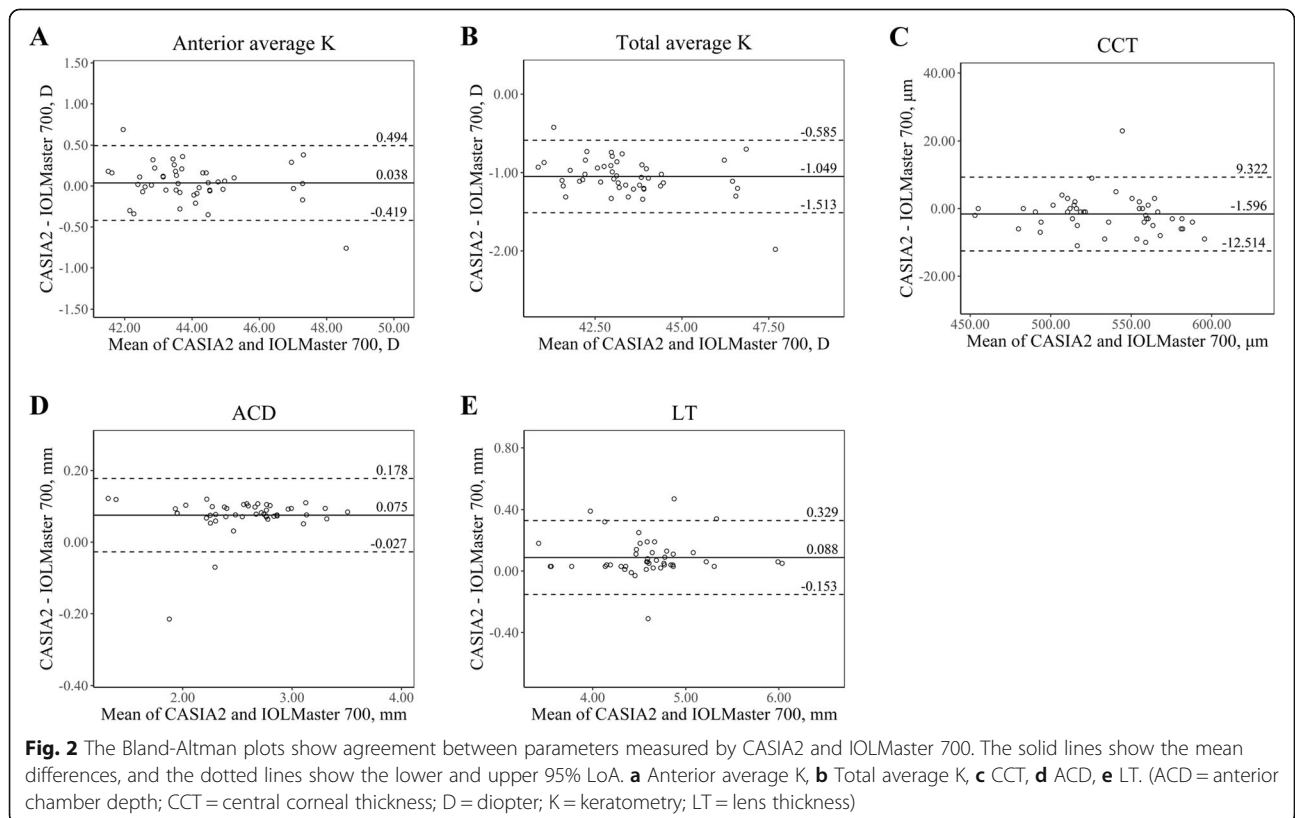 A
Anterior average K
CASIA2 - IOLMaster 700, D
1.50
1.00
0.50
0.00
-0.50
-1.00
-1.50
0.494
0.038
-0.419
42.00 44.00 46.00 48.00 50.00
Mean of CASIA2 and IOLMaster 700, D
B
Total average K
CASIA2 - IOLMaster 700, D
0.00
-1.00
-2.00
-0.585
-1.049
-1.513
42.50 45.00 47.50
Mean of CASIA2 and IOLMaster 700, D
C
CCT
CASIA2 - IOLMaster 700, μm
40.00
20.00
0.00
-20.00
9.322
-1.596
-12.514
450.00 500.00 550.00 600.00
Mean of CASIA2 and IOLMaster 700, μm
D
ACD
CASIA2 - IOLMaster 700, mm
0.20
0.00
-0.20
-0.40
0.178
0.075
-0.027
2.00 3.00 4.00
Mean of CASIA2 and IOLMaster 700, mm
E
LT
CASIA2 - IOLMaster 700, mm
0.80
0.40
0.00
-0.40
0.329
0.088
-0.153
4.00 5.00 6.00
Mean of CASIA2 and IOLMaster 700, mm
Fig. 2 The Bland-Altman plots show agreement between parameters measured by CASIA2 and IOLMaster 700. The solid lines show the mean
differences, and the dotted lines show the lower and upper 95% LoA. a Anterior average K, b Total average K, c CCT, d ACD, e LT. (ACD = anterior
chamber depth; CCT = central corneal thickness; D = diopter; K = keratometry; LT = lens thickness)